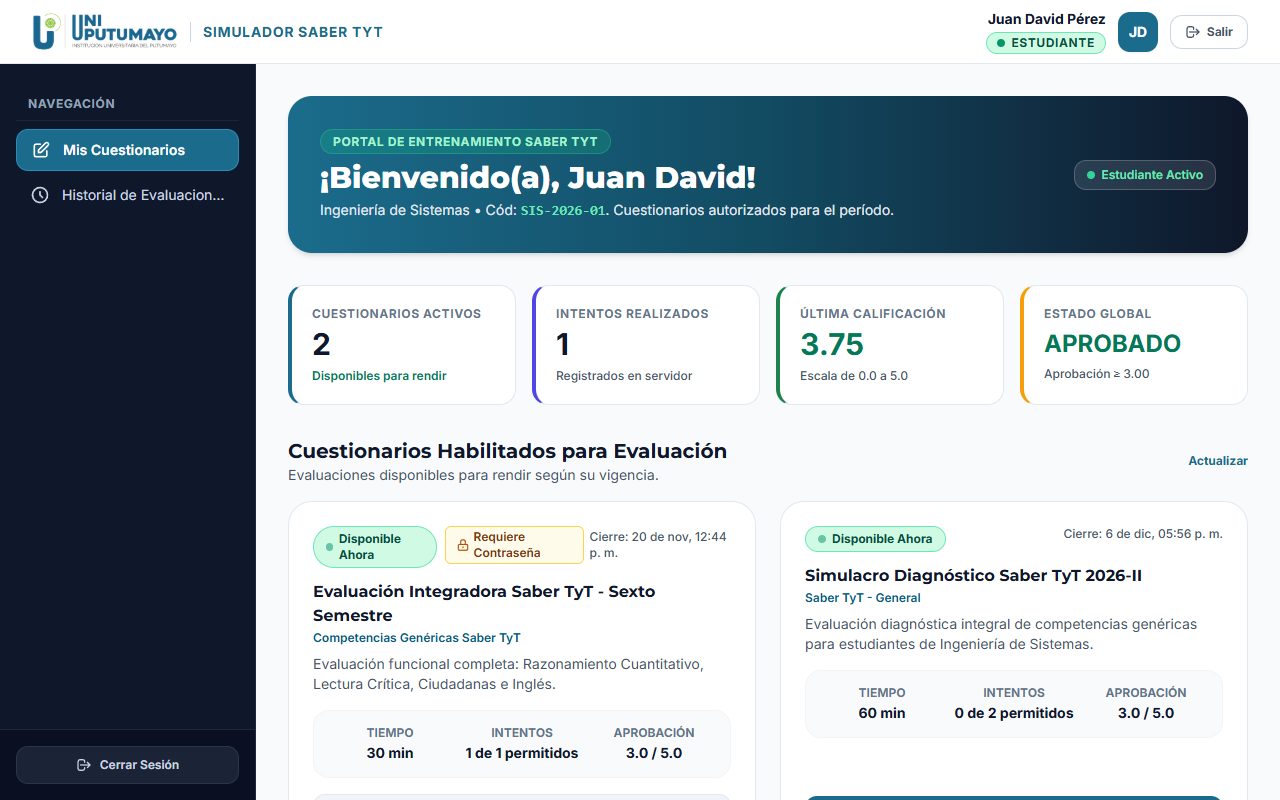 UNI
PUTUMAYO
INSTITUCIÓN UNIVERSITARIA DEL PUTUMAYO
SIMULADOR SABER TYT
Juan David Pérez
ESTUDIANTE
JD
Salir
NAVEGACIÓN
Mis Cuestionarios
Historial de Evaluacion...
Cerrar Sesión
PORTAL DE ENTRENAMIENTO SABER TYT
¡Bienvenido(a), Juan David!
Ingeniería de Sistemas • Cód: SIS-2026-01. Cuestionarios autorizados para el período.
Estudiante Activo
CUESTIONARIOS ACTIVOS
2
Disponibles para rendir
INTENTOS REALIZADOS
1
Registrados en servidor
ÚLTIMA CALIFICACIÓN
3.75
Escala de 0.0 a 5.0
ESTADO GLOBAL
APROBADO
Aprobación ≥ 3.00
Cuestionarios Habilitados para Evaluación
Evaluaciones disponibles para rendir según su vigencia.
Actualizar
Disponible
Ahora
Requiere
Contraseña
Cierre: 20 de nov, 12:44
p. m.
Evaluación Integradora Saber TyT - Sexto
Semestre
Competencias Genéricas Saber TyT
Evaluación funcional completa: Razonamiento Cuantitativo,
Lectura Crítica, Ciudadanas e Inglés.
TIEMPO INTENTOS APROBACIÓN
30 min 1 de 1 permitidos 3.0 / 5.0
Disponible Ahora
Cierre: 6 de dic, 05:56 p. m.
Simulacro Diagnóstico Saber TyT 2026-II
Saber TyT - General
Evaluación diagnóstica integral de competencias genéricas
para estudiantes de Ingeniería de Sistemas.
TIEMPO INTENTOS APROBACIÓN
60 min 0 de 2 permitidos 3.0 / 5.0